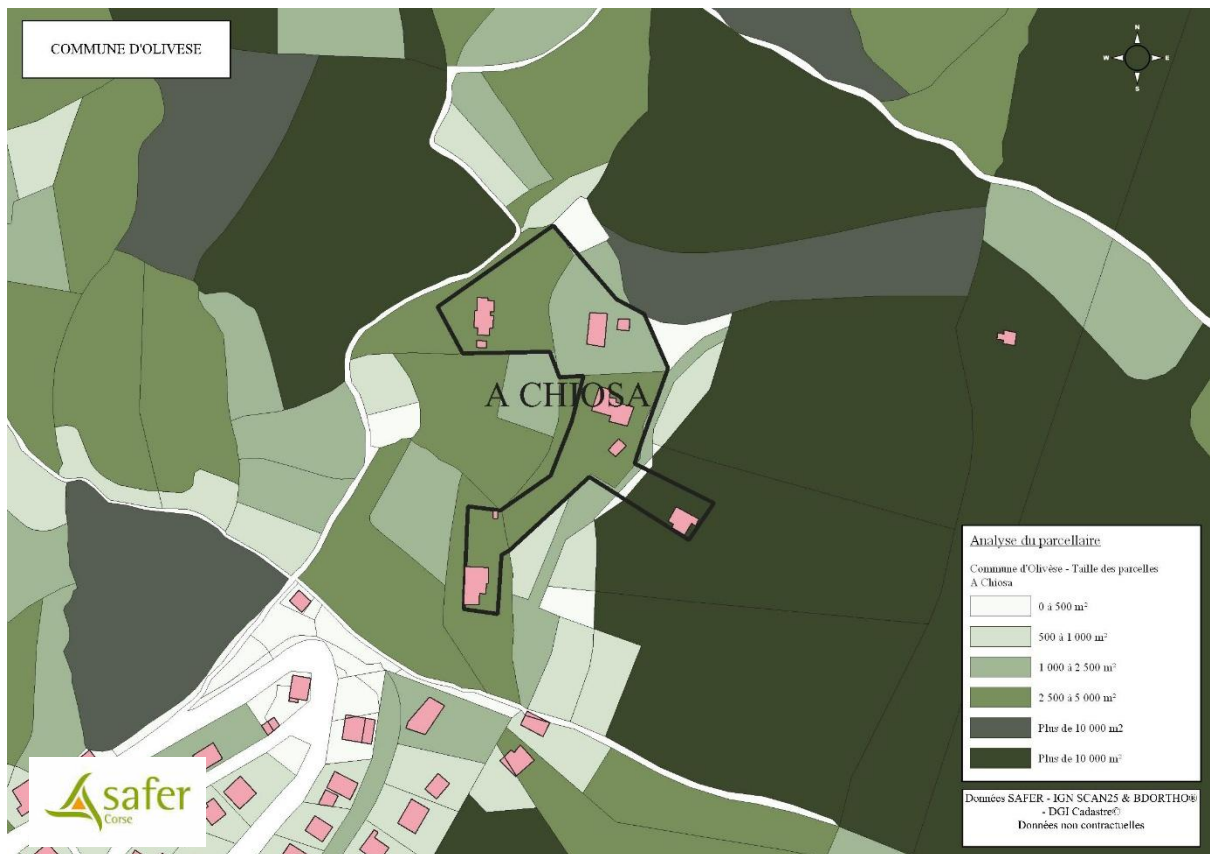 COMMUNE D'OLIVESE
N
W
E
S
A CHIOSA
Analyse du parcellaire
Commune d'Olivèse - Taille des parcelles
A Chiosa
0 à 500 m²
500 à 1 000 m²
1 000 à 2 500 m²
2 500 à 5 000 m²
Plus de 10 000 m2
Plus de 10 000 m²
safer
Corse
Données SAFER - IGN SCAN25 & BDORTHO®
- DGI Cadastre©
Données non contractuelles